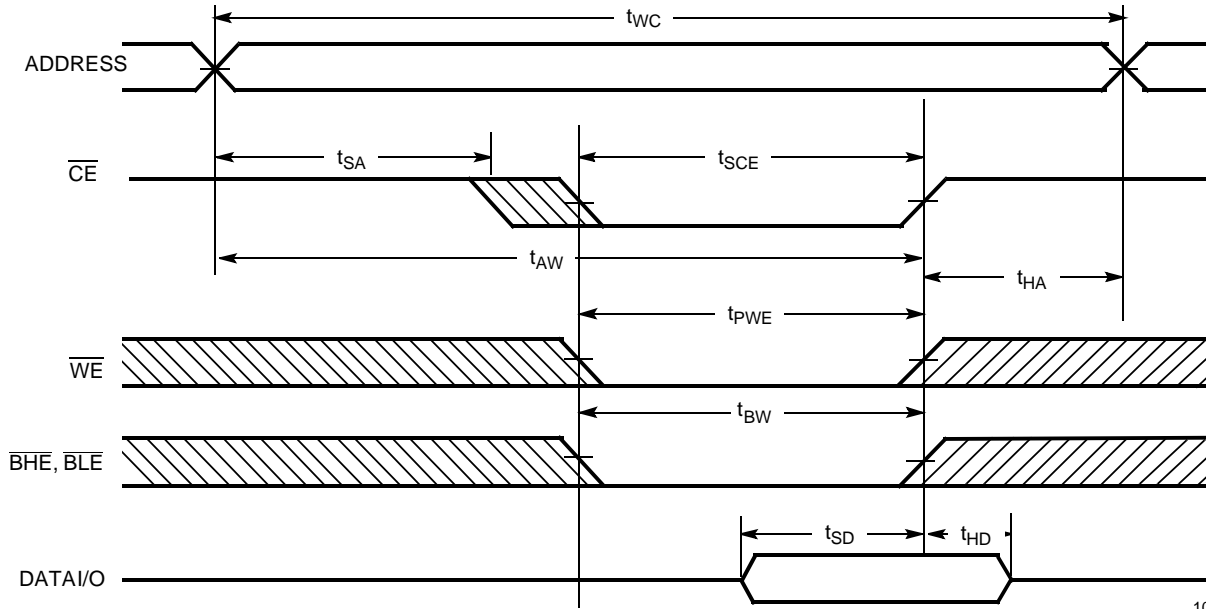 tWC
ADDRESS
tSA
tSCE
CE
tAW
tHA
tPWE
WE
tBW
BHE, BLE
tSD
tHD
DATAI/O